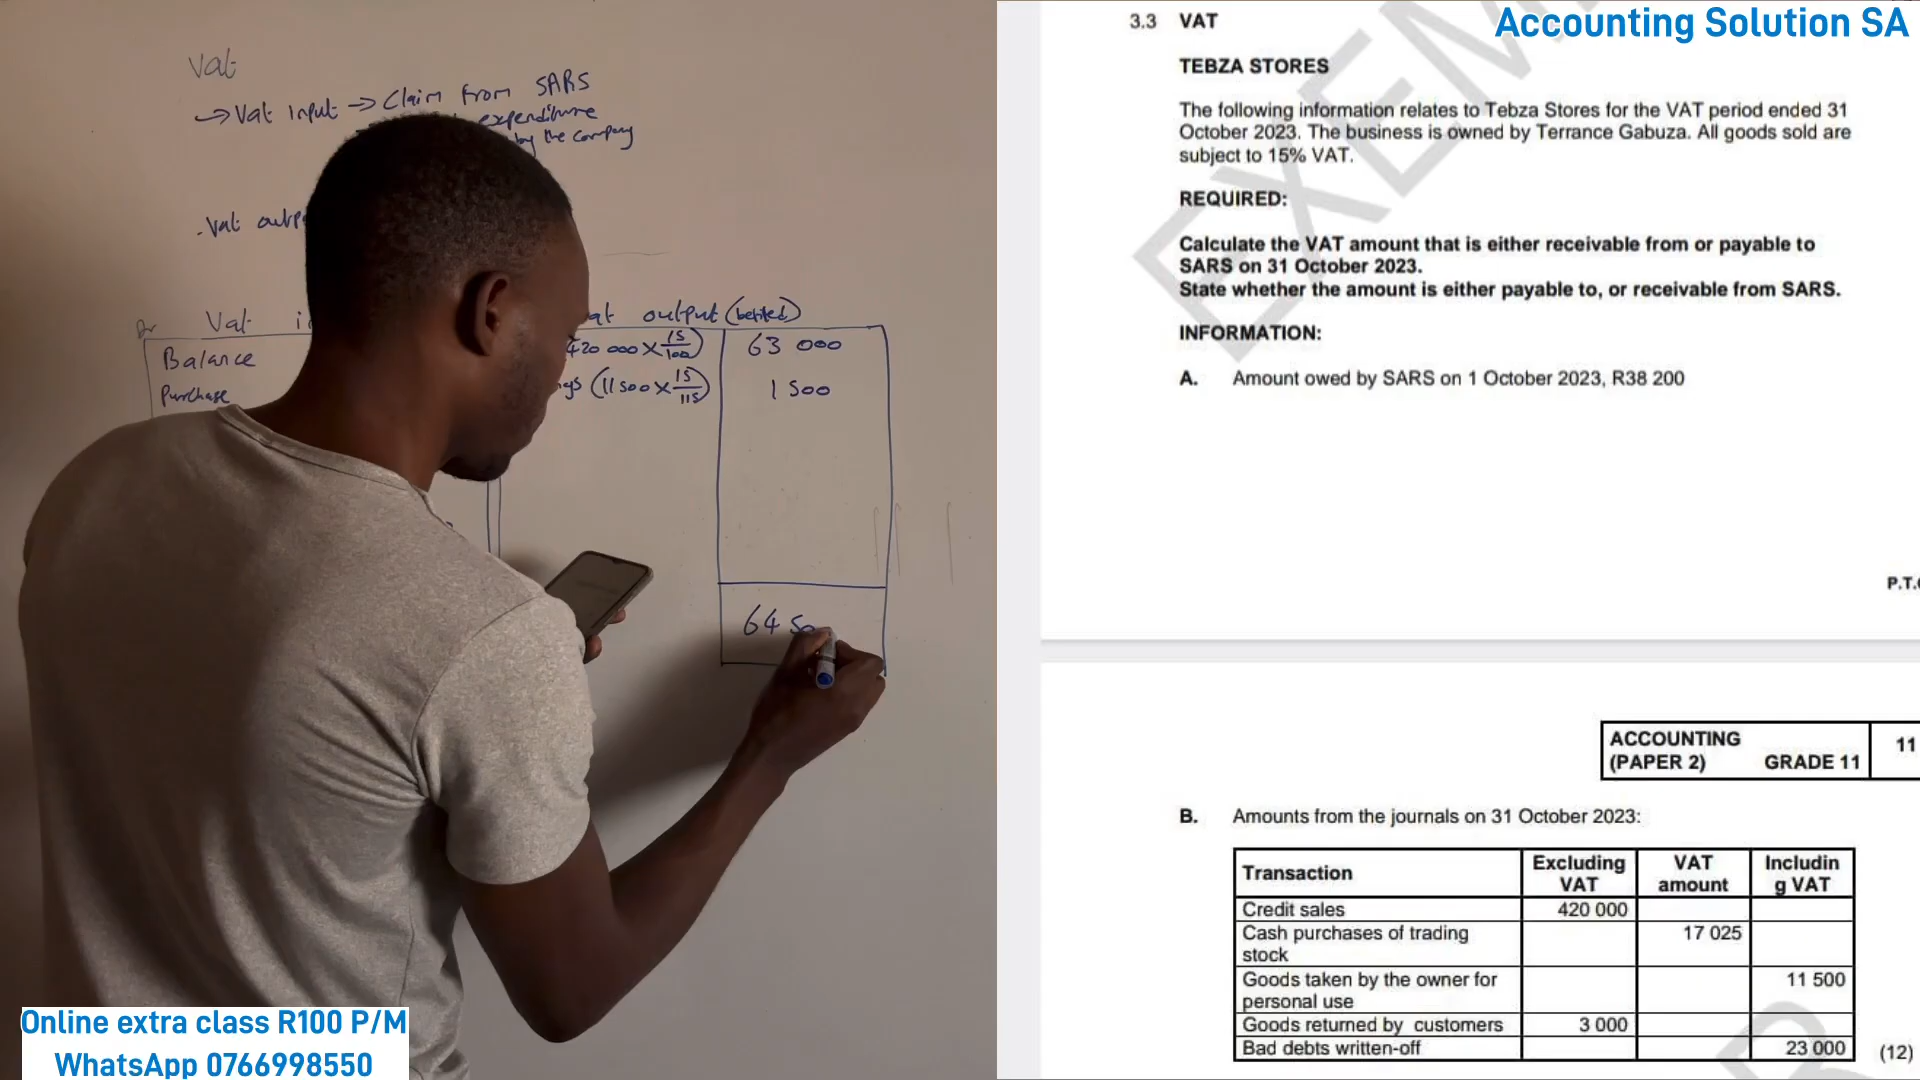 Vat
→ Vat input → Claim from SARS
expenditure
by the company
. Vat outp
Dr Vat i
at output (
Balance
420 000 × 15/100) 63 000
Purchase
ngs (11 500 × 15/115) 1 500
64 50
Online extra class R100 P/M
WhatsApp 0766998550
Accounting Solution SA
3.3 VAT
TEBZA STORES
The following information relates to Tebza Stores for the VAT period ended 31
October 2023. The business is owned by Terrance Gabuza. All goods sold are
subject to 15% VAT.
REQUIRED:
Calculate the VAT amount that is either receivable from or payable to
SARS on 31 October 2023.
State whether the amount is either payable to, or receivable from SARS.
INFORMATION:
A. Amount owed by SARS on 1 October 2023, R38 200
P.T.
ACCOUNTING 11
(PAPER 2) GRADE 11
B. Amounts from the journals on 31 October 2023:
Transaction Excluding VAT VAT amount Includin g VAT
Credit sales 420 000
Cash purchases of trading 17 025
stock
Goods taken by the owner for 11 500
personal use
Goods returned by customers 3 000
Bad debts written-off 23 000
(12)
EXEM
R